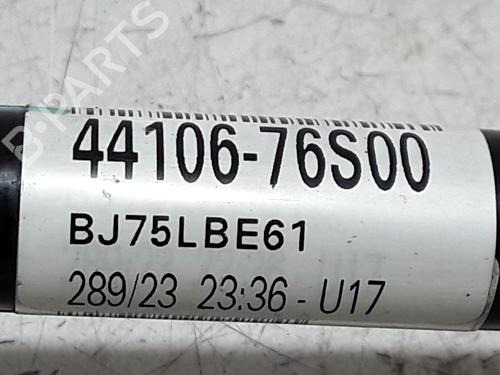 B-PARTS
44106-76S00
BJ75LBE61
289/23 23:36 - U17